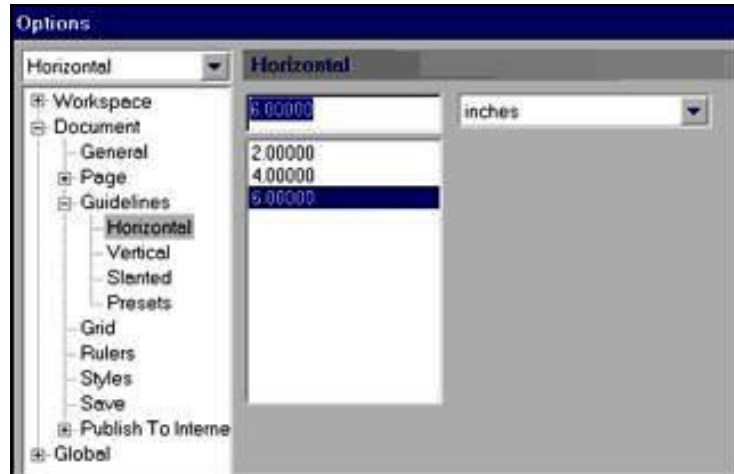 Options
Horizontal
Horizontal
Workspace
Document
General
Page
Guidelines
Horizontal
Vertical
Slanted
Presets
Grid
Rulers
Styles
Save
Publish To Interne
Global
6.00000
inches
2.00000
4.00000
6.00000